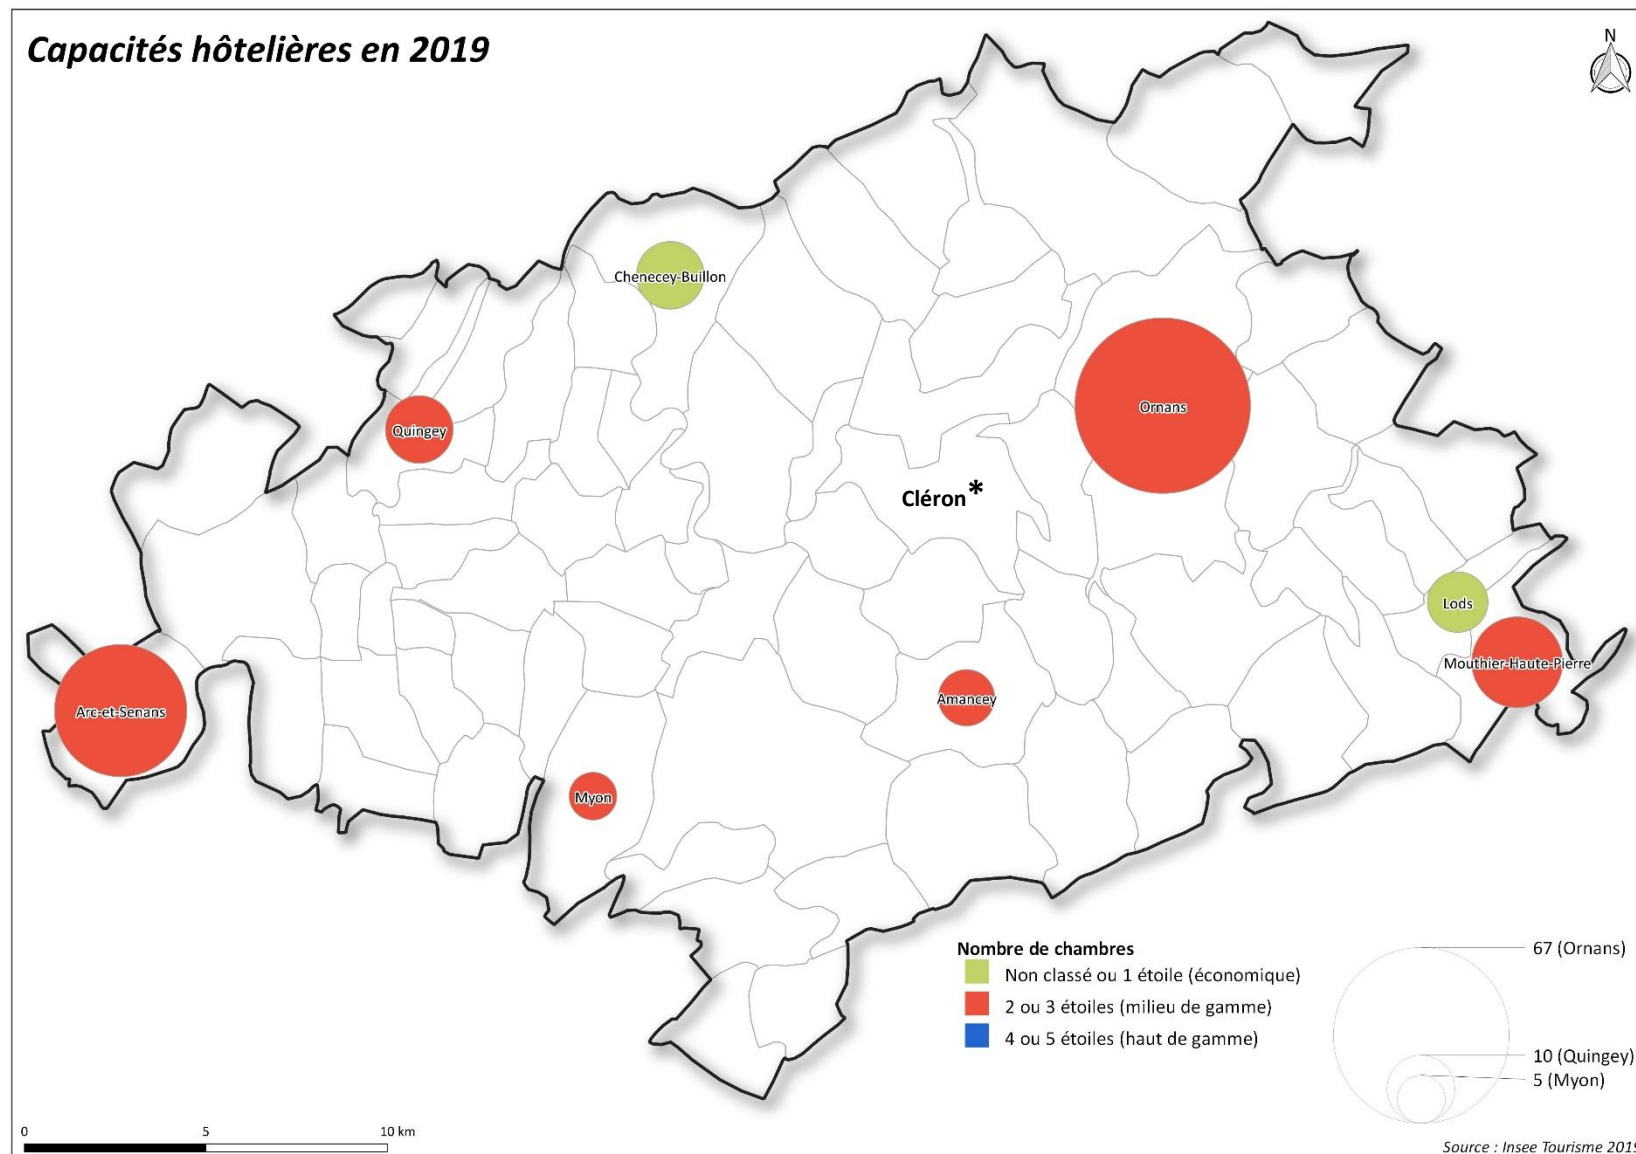 Capacités hôtelières en 2019
N
Chenecey-Buillon
Ornans
Quingey
Cléron*
Lods
Mouthier-Haute-Pierre
Amancey
Arc-et-Senans
Myon
Nombre de chambres
Non classé ou 1 étoile (économique)
2 ou 3 étoiles (milieu de gamme)
4 ou 5 étoiles (haut de gamme)
67 (Ornans)
10 (Quingey)
5 (Myon)
0 5 10 km
Source : Insee Tourisme 2019